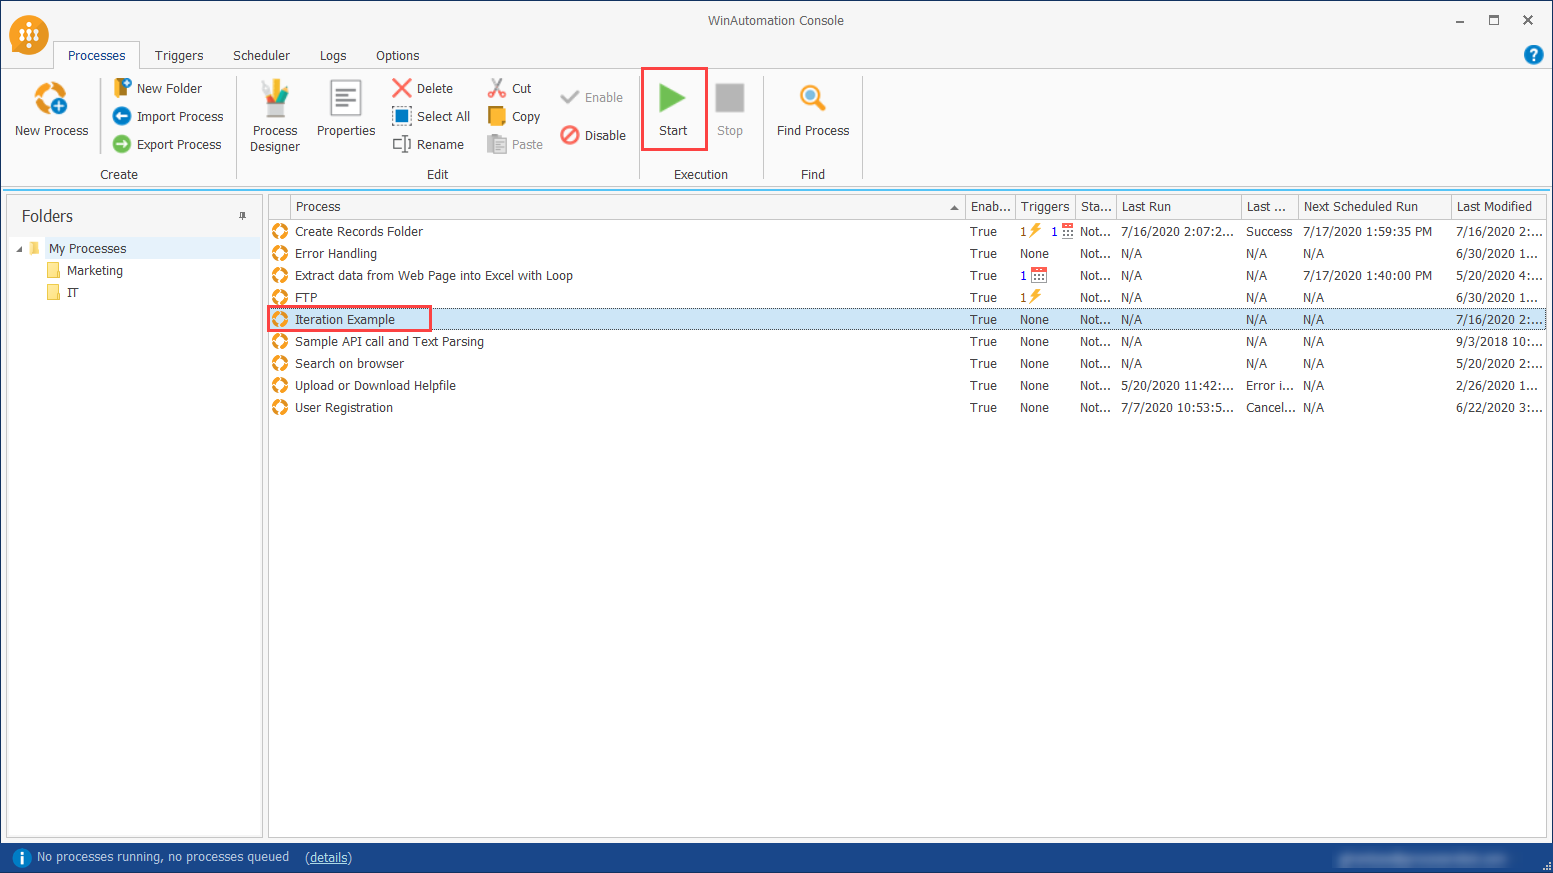 WinAutomation Console
Processes Triggers Scheduler Logs Options
New Process
New Folder
Import Process
Export Process
Create
Process Designer
Properties
Delete
Select All
Rename
Cut
Copy
Paste
Enable
Disable
Edit
Start
Stop
Execution
Find Process
Find
Folders
My Processes
Marketing
IT
Process Enab... Triggers Sta... Last Run Last ... Next Scheduled Run Last Modified
Create Records Folder True 1 1 Not... 7/16/2020 2:07:2... Success 7/17/2020 1:59:35 PM 7/16/2020 2:...
Error Handling True None Not... N/A N/A N/A 6/30/2020 1...
Extract data from Web Page into Excel with Loop True 1 Not... N/A N/A 7/17/2020 1:40:00 PM 5/20/2020 4:...
FTP True 1 Not... N/A N/A N/A 6/30/2020 1...
Iteration Example True None Not... N/A N/A N/A 7/16/2020 2:...
Sample API call and Text Parsing True None Not... N/A N/A N/A 9/3/2018 10:...
Search on browser True None Not... N/A N/A N/A 5/20/2020 2:...
Upload or Download Helpfile True None Not... 5/20/2020 11:42:... Error i... N/A 2/26/2020 1...
User Registration True None Not... 7/7/2020 10:53:5... Cancel... N/A 6/22/2020 3:...
No processes running, no processes queued (details)